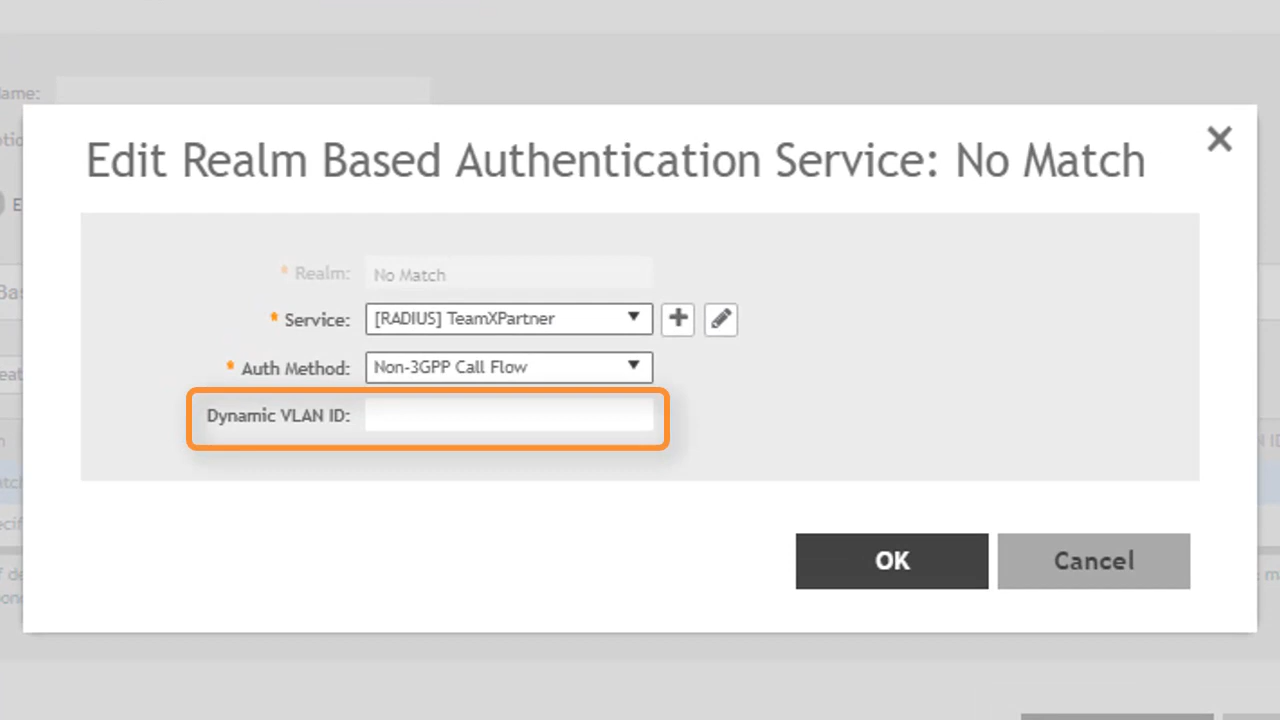 Edit Realm Based Authentication Service: No Match
* Realm: No Match
* Service: [RADIUS] TeamXPartner
* Auth Method: Non-3GPP Call Flow
Dynamic VLAN ID:
OK Cancel